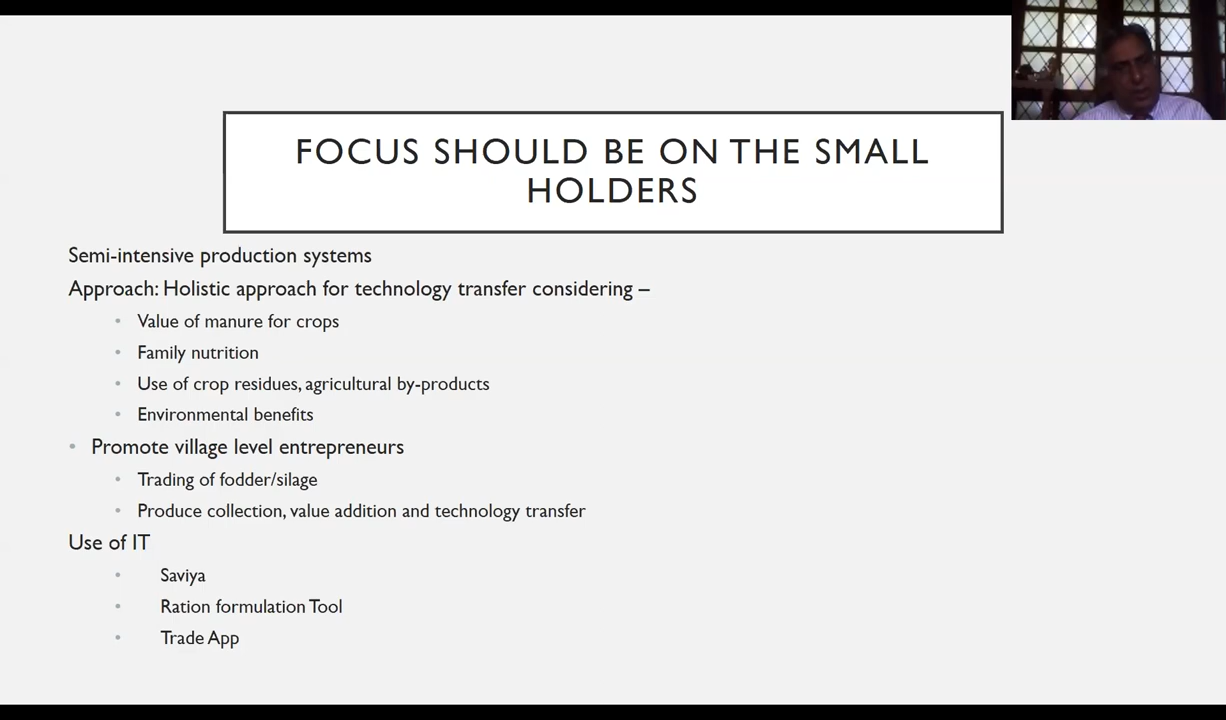 FOCUS SHOULD BE ON THE SMALL
HOLDERS
Semi-intensive production systems
Approach: Holistic approach for technology transfer considering –
• Value of manure for crops
• Family nutrition
• Use of crop residues, agricultural by-products
• Environmental benefits
• Promote village level entrepreneurs
• Trading of fodder/silage
• Produce collection, value addition and technology transfer
Use of IT
• Saviya
• Ration formulation Tool
• Trade App